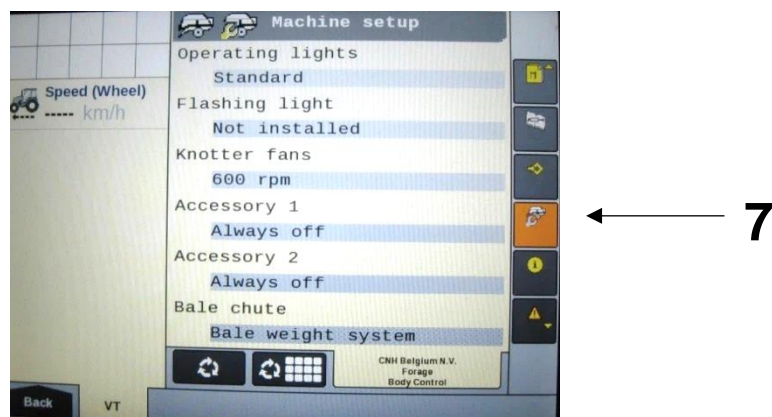 Machine setup
Operating lights
Standard
Speed (Wheel)
----- km/h
Flashing light
Not installed
Knotter fans
600 rpm
Accessory 1
Always off
Accessory 2
Always off
Bale chute
Bale weight system
CNH Belgium N.V.
Forage
Body Control
Back
VT
7